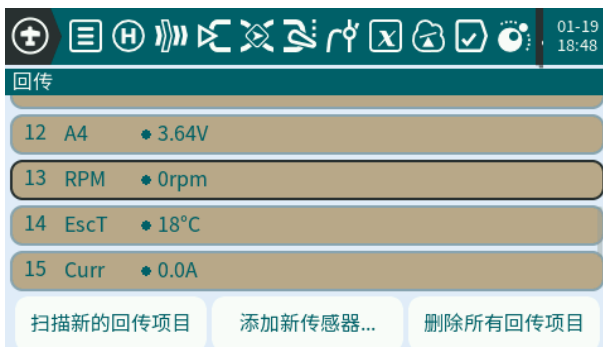 01-19
18:48
回传
12 A4 • 3.64V
13 RPM • 0rpm
14 EscT • 18°C
15 Curr • 0.0A
扫描新的回传项目 添加新传感器... 删除所有回传项目